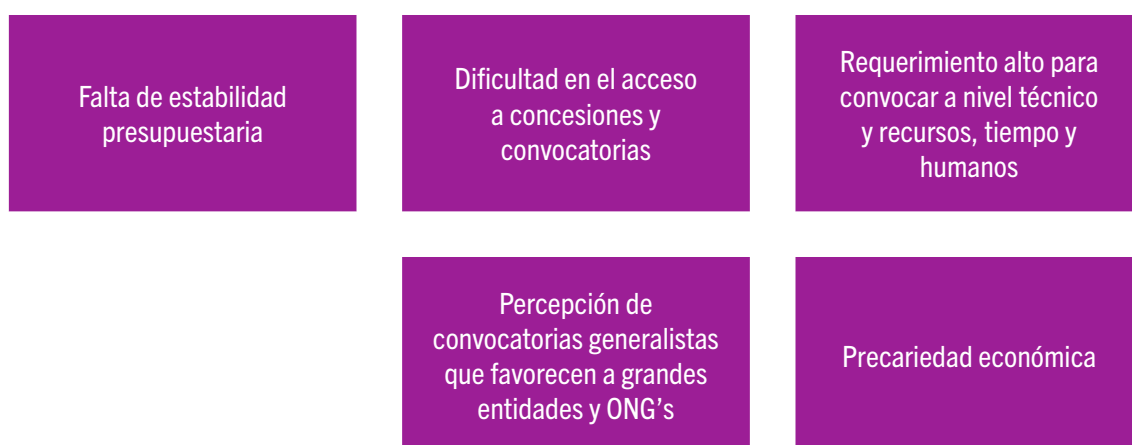 Falta de estabilidad
presupuestaria
Dificultad en el acceso
a concesiones y
convocatorias
Requerimiento alto para
convocar a nivel técnico
y recursos, tiempo y
humanos
Percepción de
convocatorias generalistas
que favorecen a grandes
entidades y ONG’s
Precariedad económica